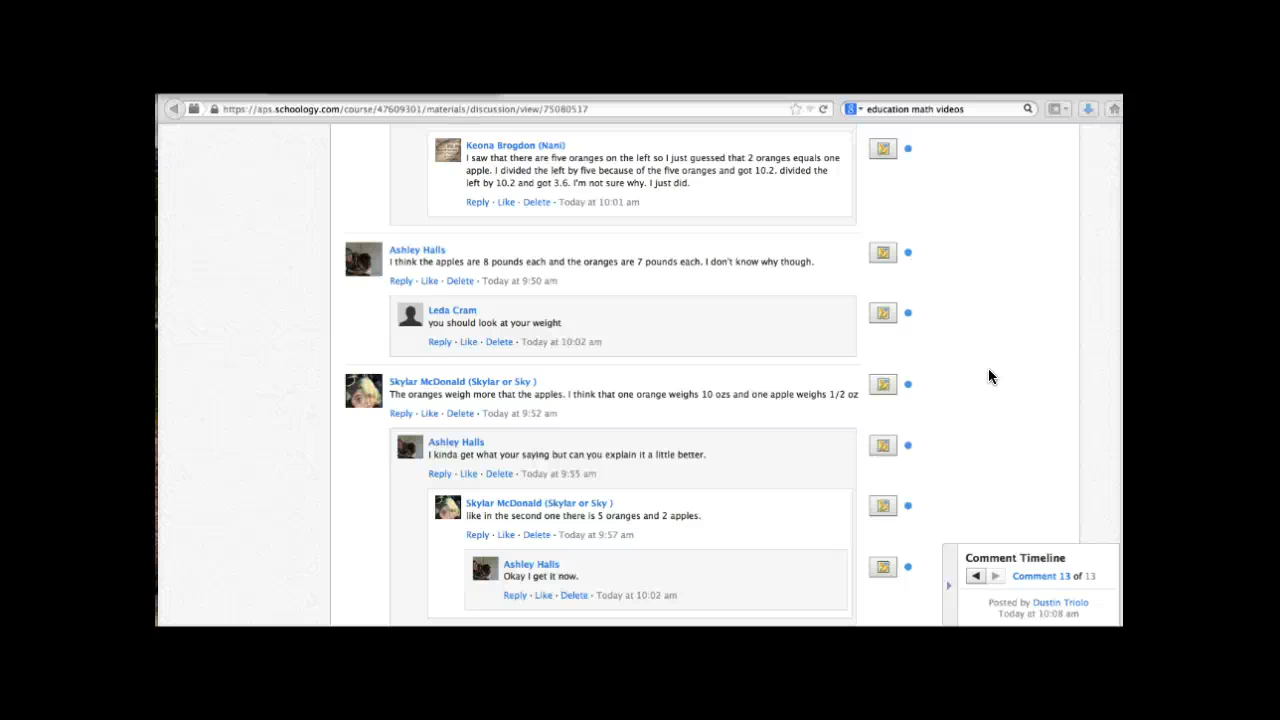 https://aps.schoology.com/course/47609301/materials/discussion/view/75080517
education math videos
Keona Brogdon (Nani)
I saw that there are five oranges on the left so I just guessed that 2 oranges equals one
apple. I divided the left by five because of the five oranges and got 10.2. divided the
left by 10.2 and got 3.6. I'm not sure why. I just did.
Reply · Like · Delete · Today at 10:01 am
Ashley Halls
I think the apples are 8 pounds each and the oranges are 7 pounds each. I don't know why though.
Reply · Like · Delete · Today at 9:50 am
Leda Cram
you should look at your weight
Reply · Like · Delete · Today at 10:02 am
Skylar McDonald (Skylar or Sky )
The oranges weigh more that the apples. I think that one orange weighs 10 ozs and one apple weighs 1/2 oz
Reply · Like · Delete · Today at 9:52 am
Ashley Halls
I kinda get what your saying but can you explain it a little better.
Reply · Like · Delete · Today at 9:55 am
Skylar McDonald (Skylar or Sky )
like in the second one there is 5 oranges and 2 apples.
Reply · Like · Delete · Today at 9:57 am
Ashley Halls
Okay I get it now.
Reply · Like · Delete · Today at 10:02 am
Comment Timeline
Comment 13 of 13
Posted by Dustin Triolo
Today at 10:08 am